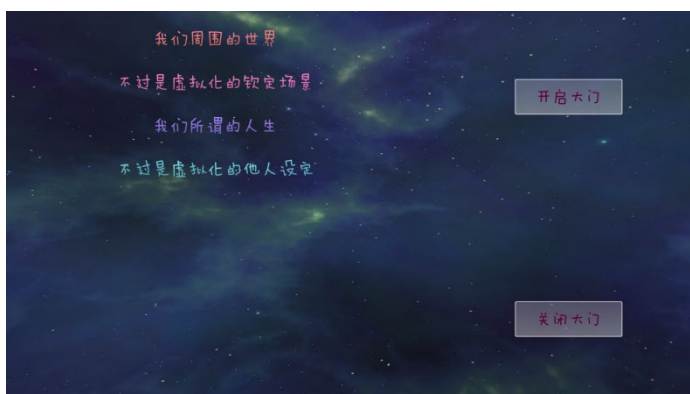 我们周围的世界
不过是虚拟化的钦定场景
我们所谓的人生
不过是虚拟化的他人设定
开启大门
关闭大门